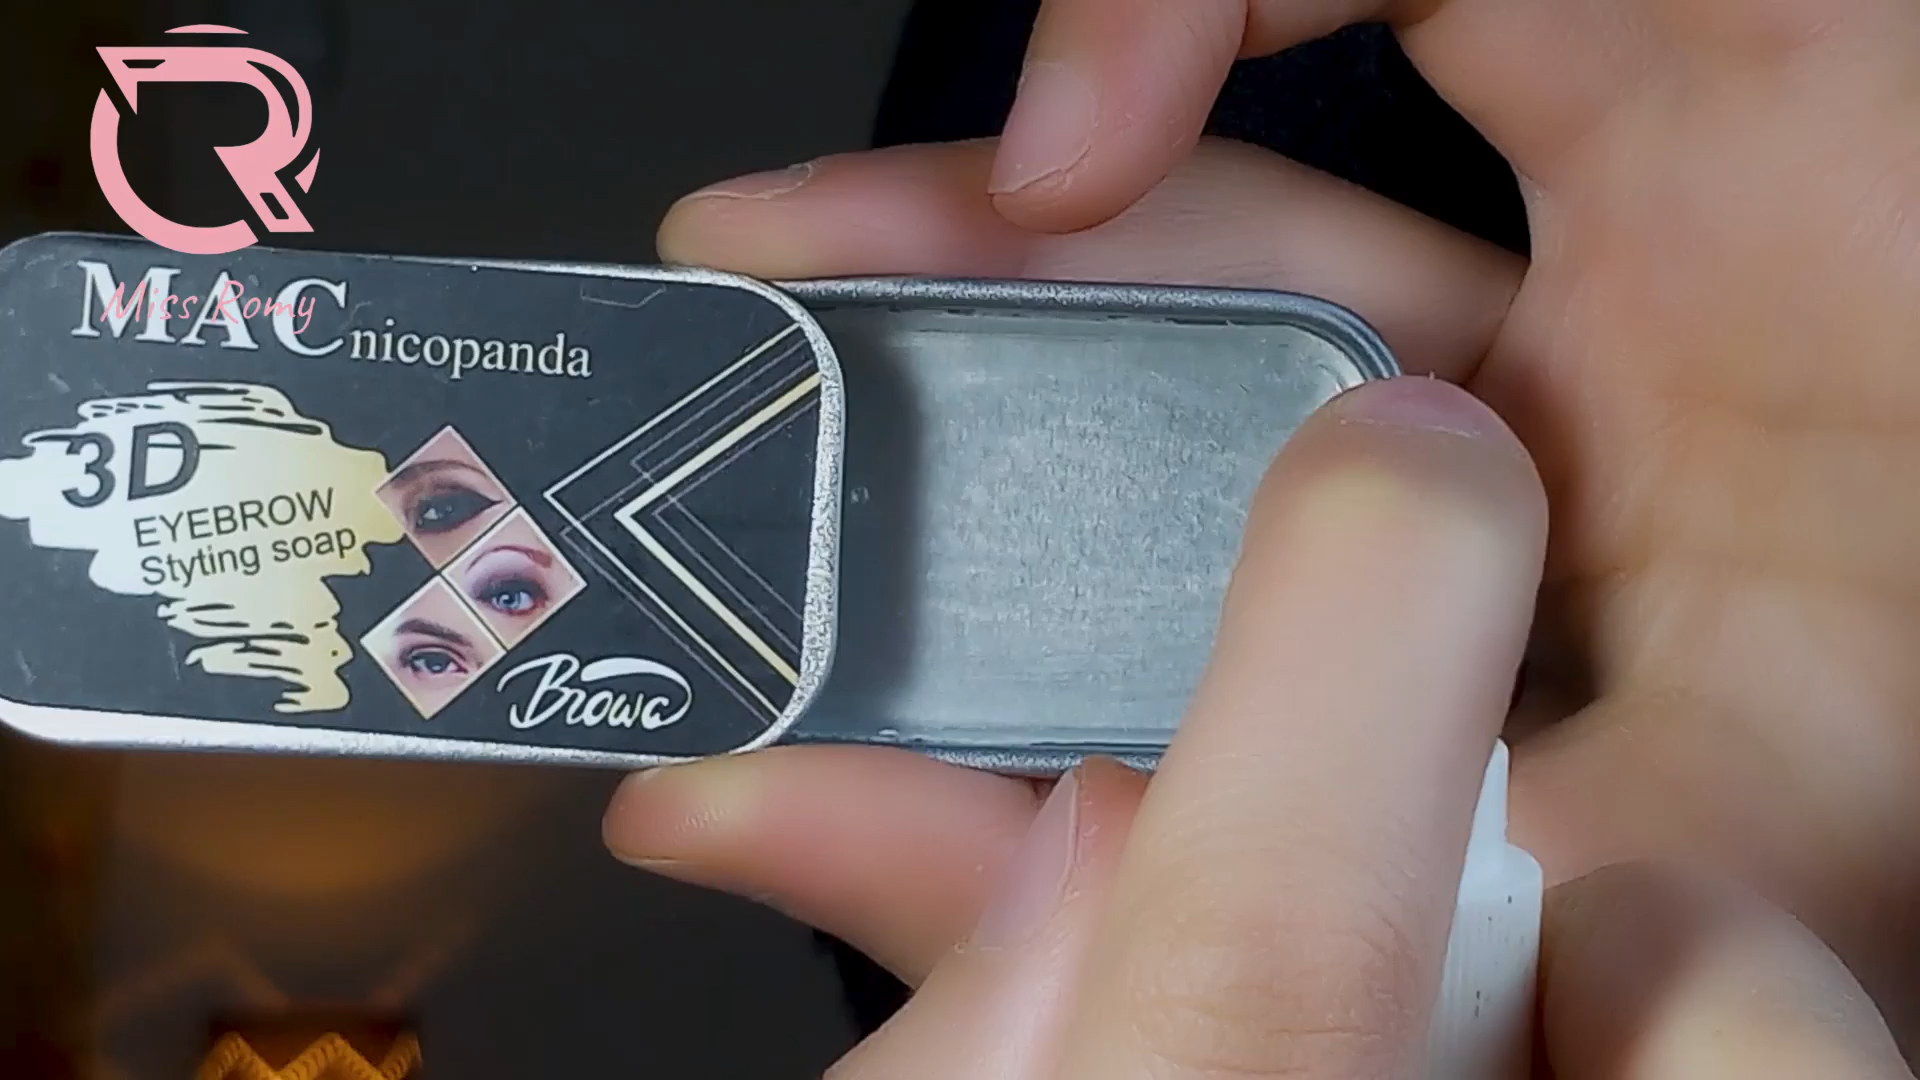 Miss Romy
MAC nicopanda
3D
EYEBROW
Styting soap
Browa